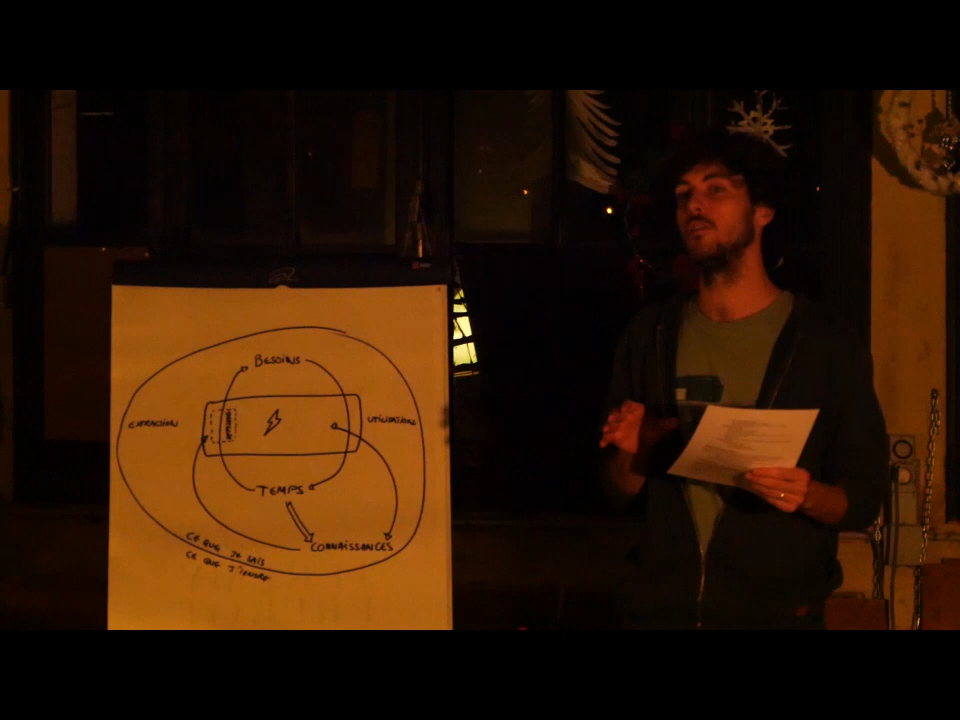 BESOINS
EXTRACTION
UTILISATION
TEMPS
CONNAISSANCES
CE QUE JE SAIS
CE QUE J'IGNORE